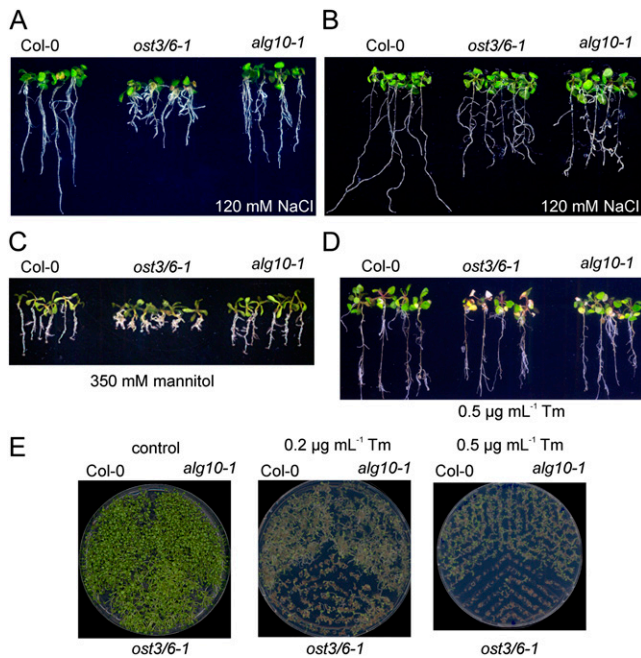 A
Col-0 ost3/6-1 alg10-1
120 mM NaCl
B
Col-0 ost3/6-1 alg10-1
120 mM NaCl
C
Col-0 ost3/6-1 alg10-1
350 mM mannitol
D
Col-0 ost3/6-1 alg10-1
0.5 µg mL⁻¹ Tm
E
control
Col-0 alg10-1
ost3/6-1
0.2 µg mL⁻¹ Tm
Col-0 alg10-1
ost3/6-1
0.5 µg mL⁻¹ Tm
Col-0 alg10-1
ost3/6-1